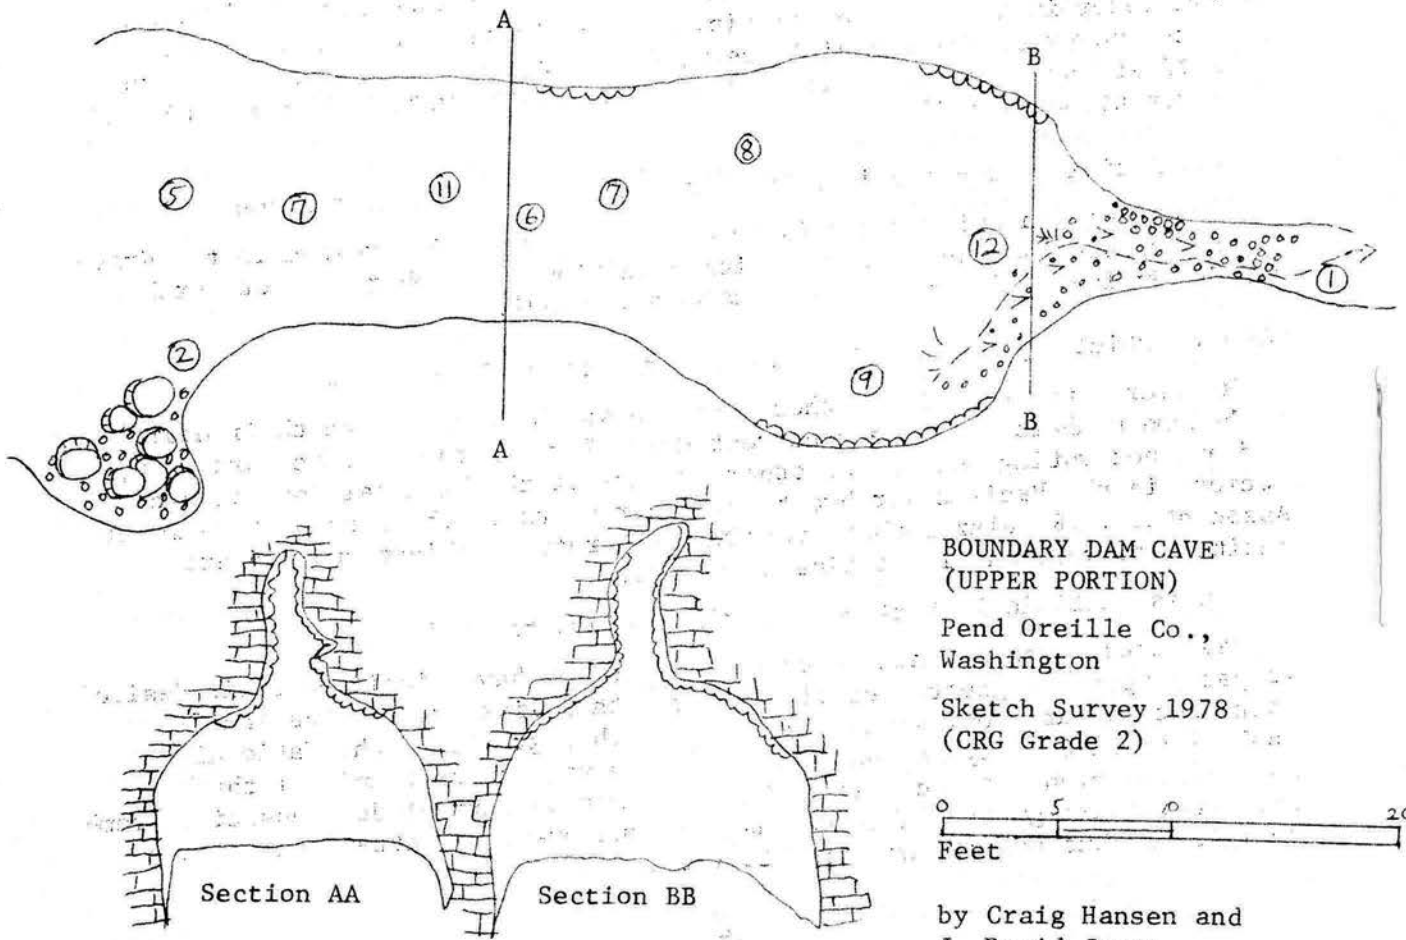 A
B
8
5
7
11
6
7
12
1
2
9
A
B
BOUNDARY DAM CAVE
(UPPER PORTION)
Pend Oreille Co.,
Washington
Sketch Survey 1978
(CRG Grade 2)
0 5 10 20
Feet
Section AA
Section BB
by Craig Hansen and